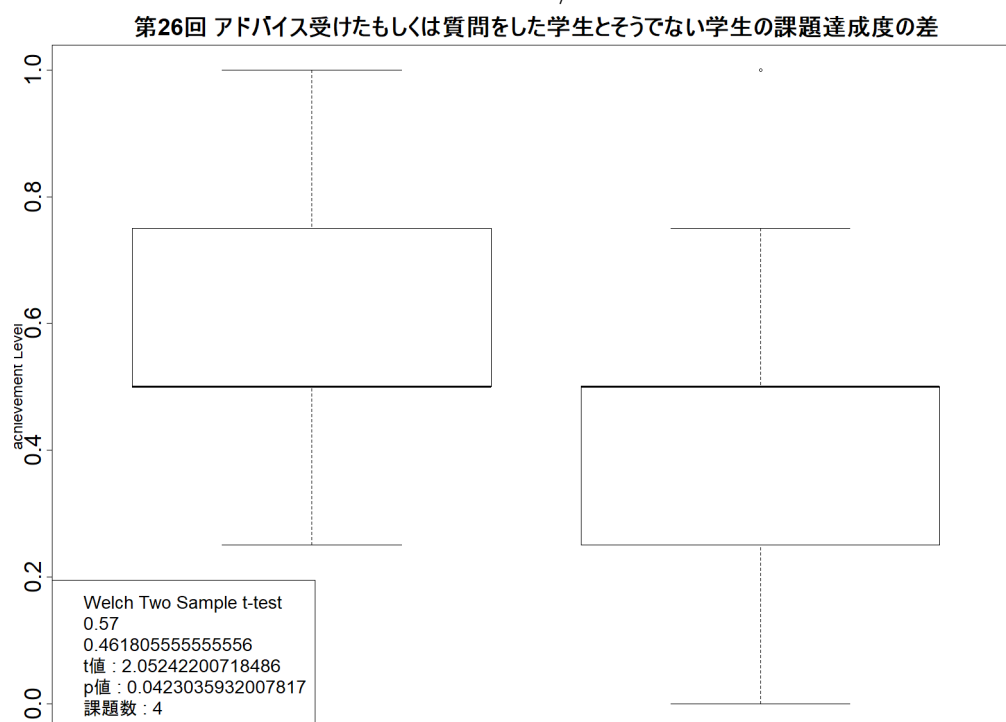 第26回 アドバイス受けたもしくは質問をした学生とそうでない学生の課題達成度の差
1.0
0.8
0.6
0.4
0.2
0.0
achievement Level
Welch Two Sample t-test
0.57
0.461805555555556
t値 : 2.05242200718486
p値 : 0.0423035932007817
課題数 : 4